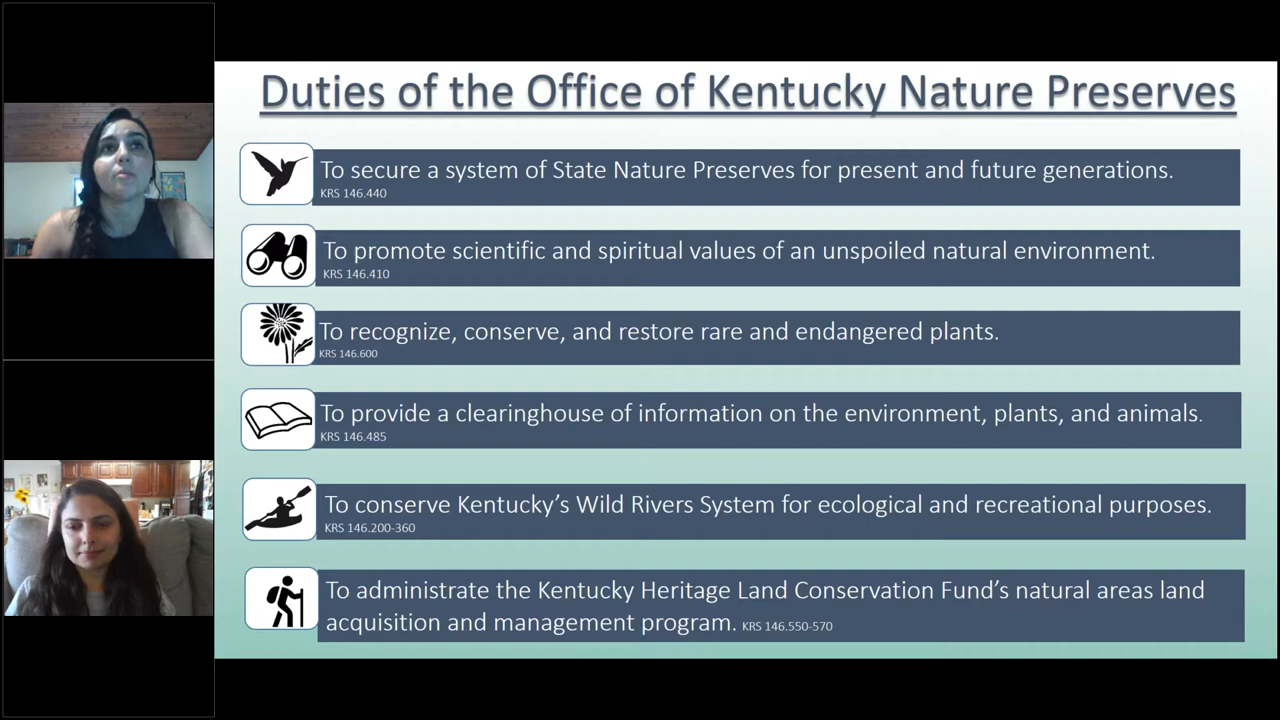 Duties of the Office of Kentucky Nature Preserves
To secure a system of State Nature Preserves for present and future generations.
KRS 146.440
To promote scientific and spiritual values of an unspoiled natural environment.
KRS 146.410
To recognize, conserve, and restore rare and endangered plants.
KRS 146.600
To provide a clearinghouse of information on the environment, plants, and animals.
KRS 146.485
To conserve Kentucky’s Wild Rivers System for ecological and recreational purposes.
KRS 146.200-360
To administrate the Kentucky Heritage Land Conservation Fund’s natural areas land
acquisition and management program. KRS 146.550-570